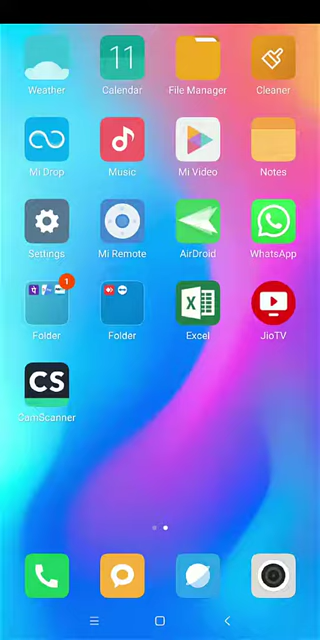 11
Weather
Calendar
File Manager
Cleaner
Mi Drop
Music
Mi Video
Notes
Settings
Mi Remote
AirDroid
WhatsApp
1
Folder
Folder
Excel
JioTV
CS
CamScanner